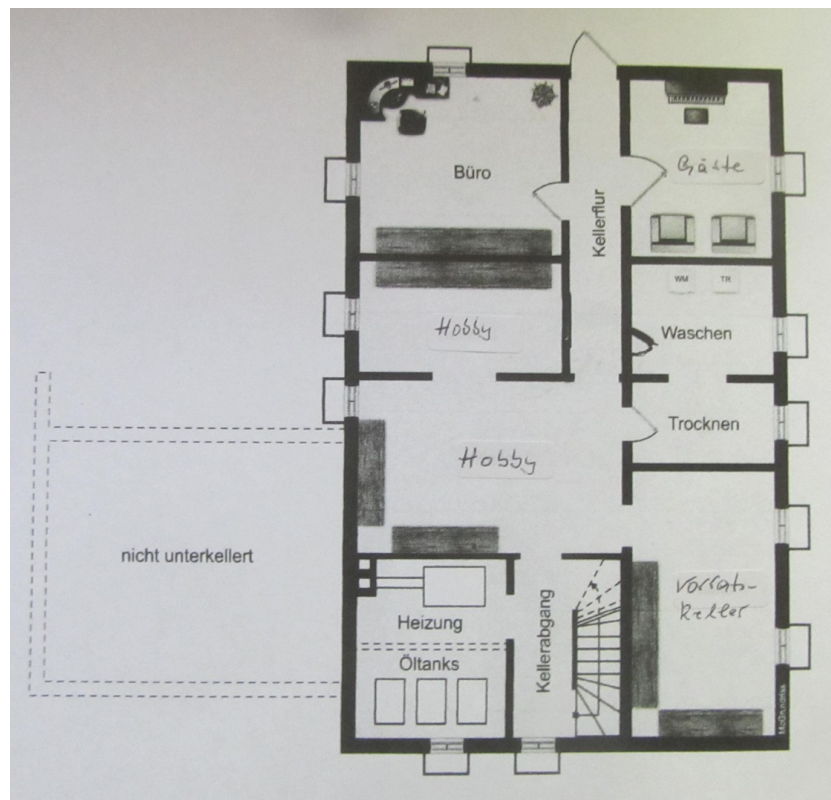 Büro
Gäste
Kellerflur
WM TR
Hobby
Waschen
Trocknen
Hobby
nicht unterkellert
Vorrats-
keller
Heizung
Kellerabgang
Öltanks